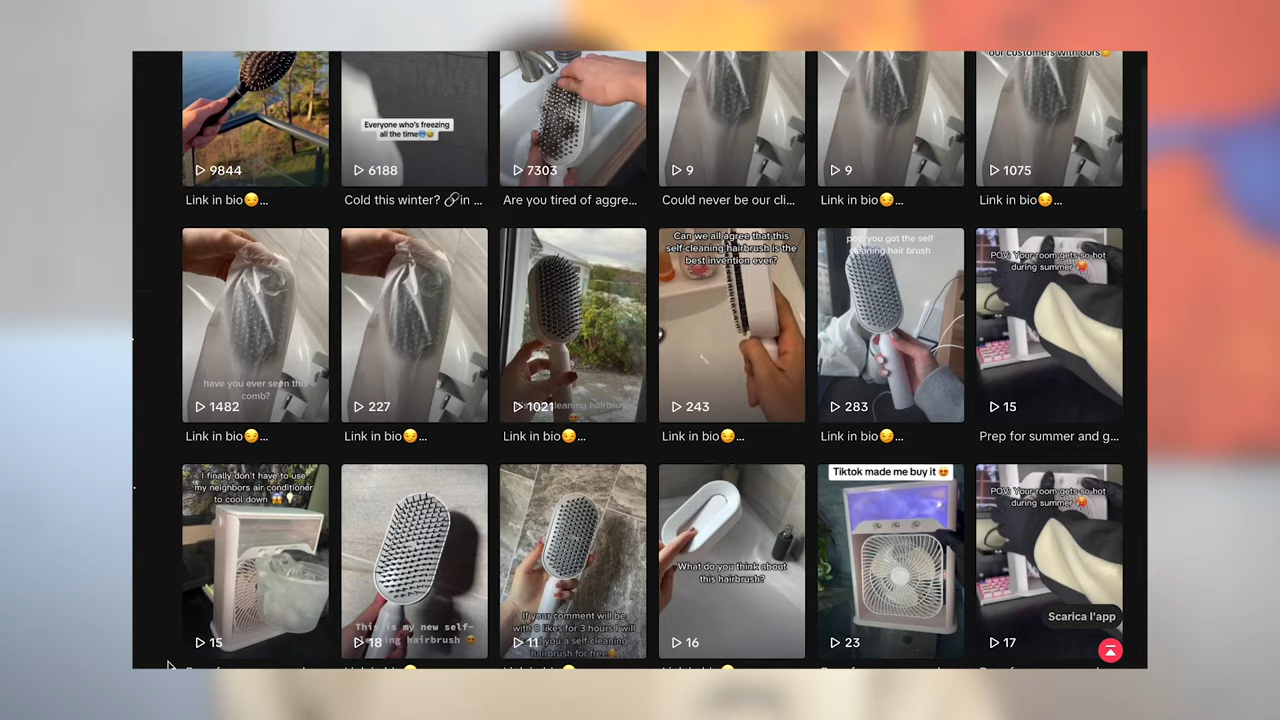 our customers with ours
Everyone who's freezing
all the time🥶😅
9844
6188
7303
9
9
1075
Link in bio😏...
Cold this winter? 🔗in ...
Are you tired of aggre...
Could never be our cli...
Link in bio😏...
Link in bio😏...
have you ever seen this
comb?
1482
227
cleaning hairbrush
1021
Can we all agree that this
self-cleaning hairbrush is the
best invention ever?
243
pov: you got the self
cleaning hair brush
283
POV: Your room gets so hot
during summer 🥵
15
Link in bio😏...
Link in bio😏...
Link in bio😏...
Link in bio😏...
Link in bio😏...
Prep for summer and g...
I finally don't have to use
my neighbors air conditioner
to cool down 😱💡
15
This is my new self-
cleaning hairbrush 😍
18
If your comment will be
with 0 likes for 3 hours I will
send you a self-cleaning
hairbrush for free
11
What do you think about
this hairbrush?
16
Tiktok made me buy it 😍
23
POV: Your room gets so hot
during summer 🥵
17
Scarica l'app